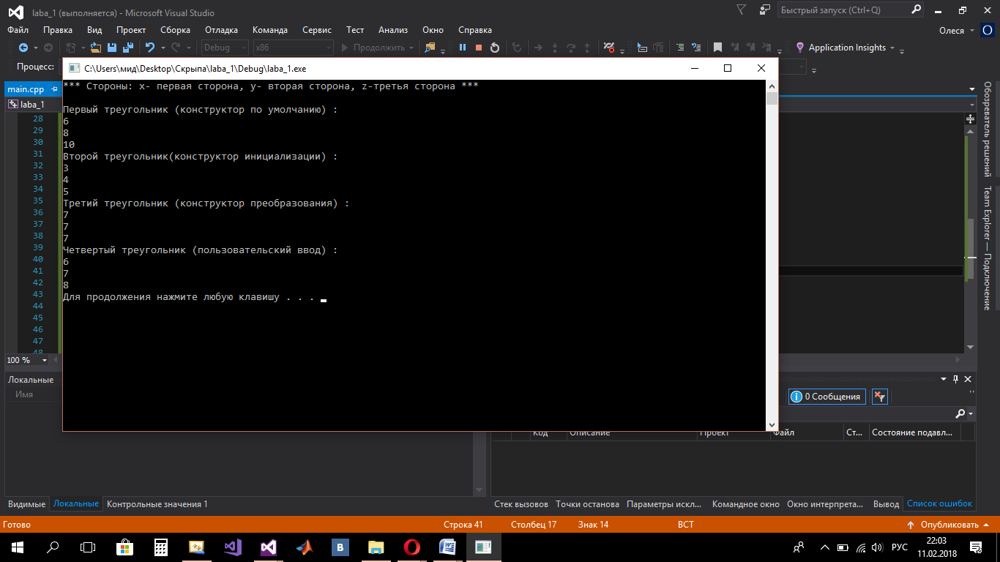 laba_1 (выполняется) - Microsoft Visual Studio
Быстрый запуск (Ctrl+Q)
Файл Правка Вид Проект Сборка Отладка Команда Сервис Тест Анализ Окно Справка
Олеся
О
Debug x86 Продолжить Application Insights
Процесс:
C:\Users\мид\Desktop\Скрыпа\laba_1\Debug\laba_1.exe
main.cpp
laba_1
*** Стороны: x- первая сторона, y- вторая сторона, z-третья сторона ***
Первый треугольник (конструктор по умолчанию) :
6
8
10
Второй треугольник(конструктор инициализации) :
3
4
5
Третий треугольник (конструктор преобразования) :
7
7
7
Четвертый треугольник (пользовательский ввод) :
6
7
8
Для продолжения нажмите любую клавишу . . .
28
29
30
31
32
33
34
35
36
37
38
39
40
41
42
43
44
45
46
47
48
Обозреватель решений
Team Explorer — Подключение
100 %
Локальные
Имя
0 Сообщения
Код Описание Проект Файл Ст... Состояние подавл...
Видимые Локальные Контрольные значения 1
Стек вызовов Точки останова Параметры искл... Командное окно Окно интерпрета... Вывод Список ошибок
Готово Строка 41 Столбец 17 Знак 14 ВСТ Опубликовать
B W
РУС
22:03
11.02.2018